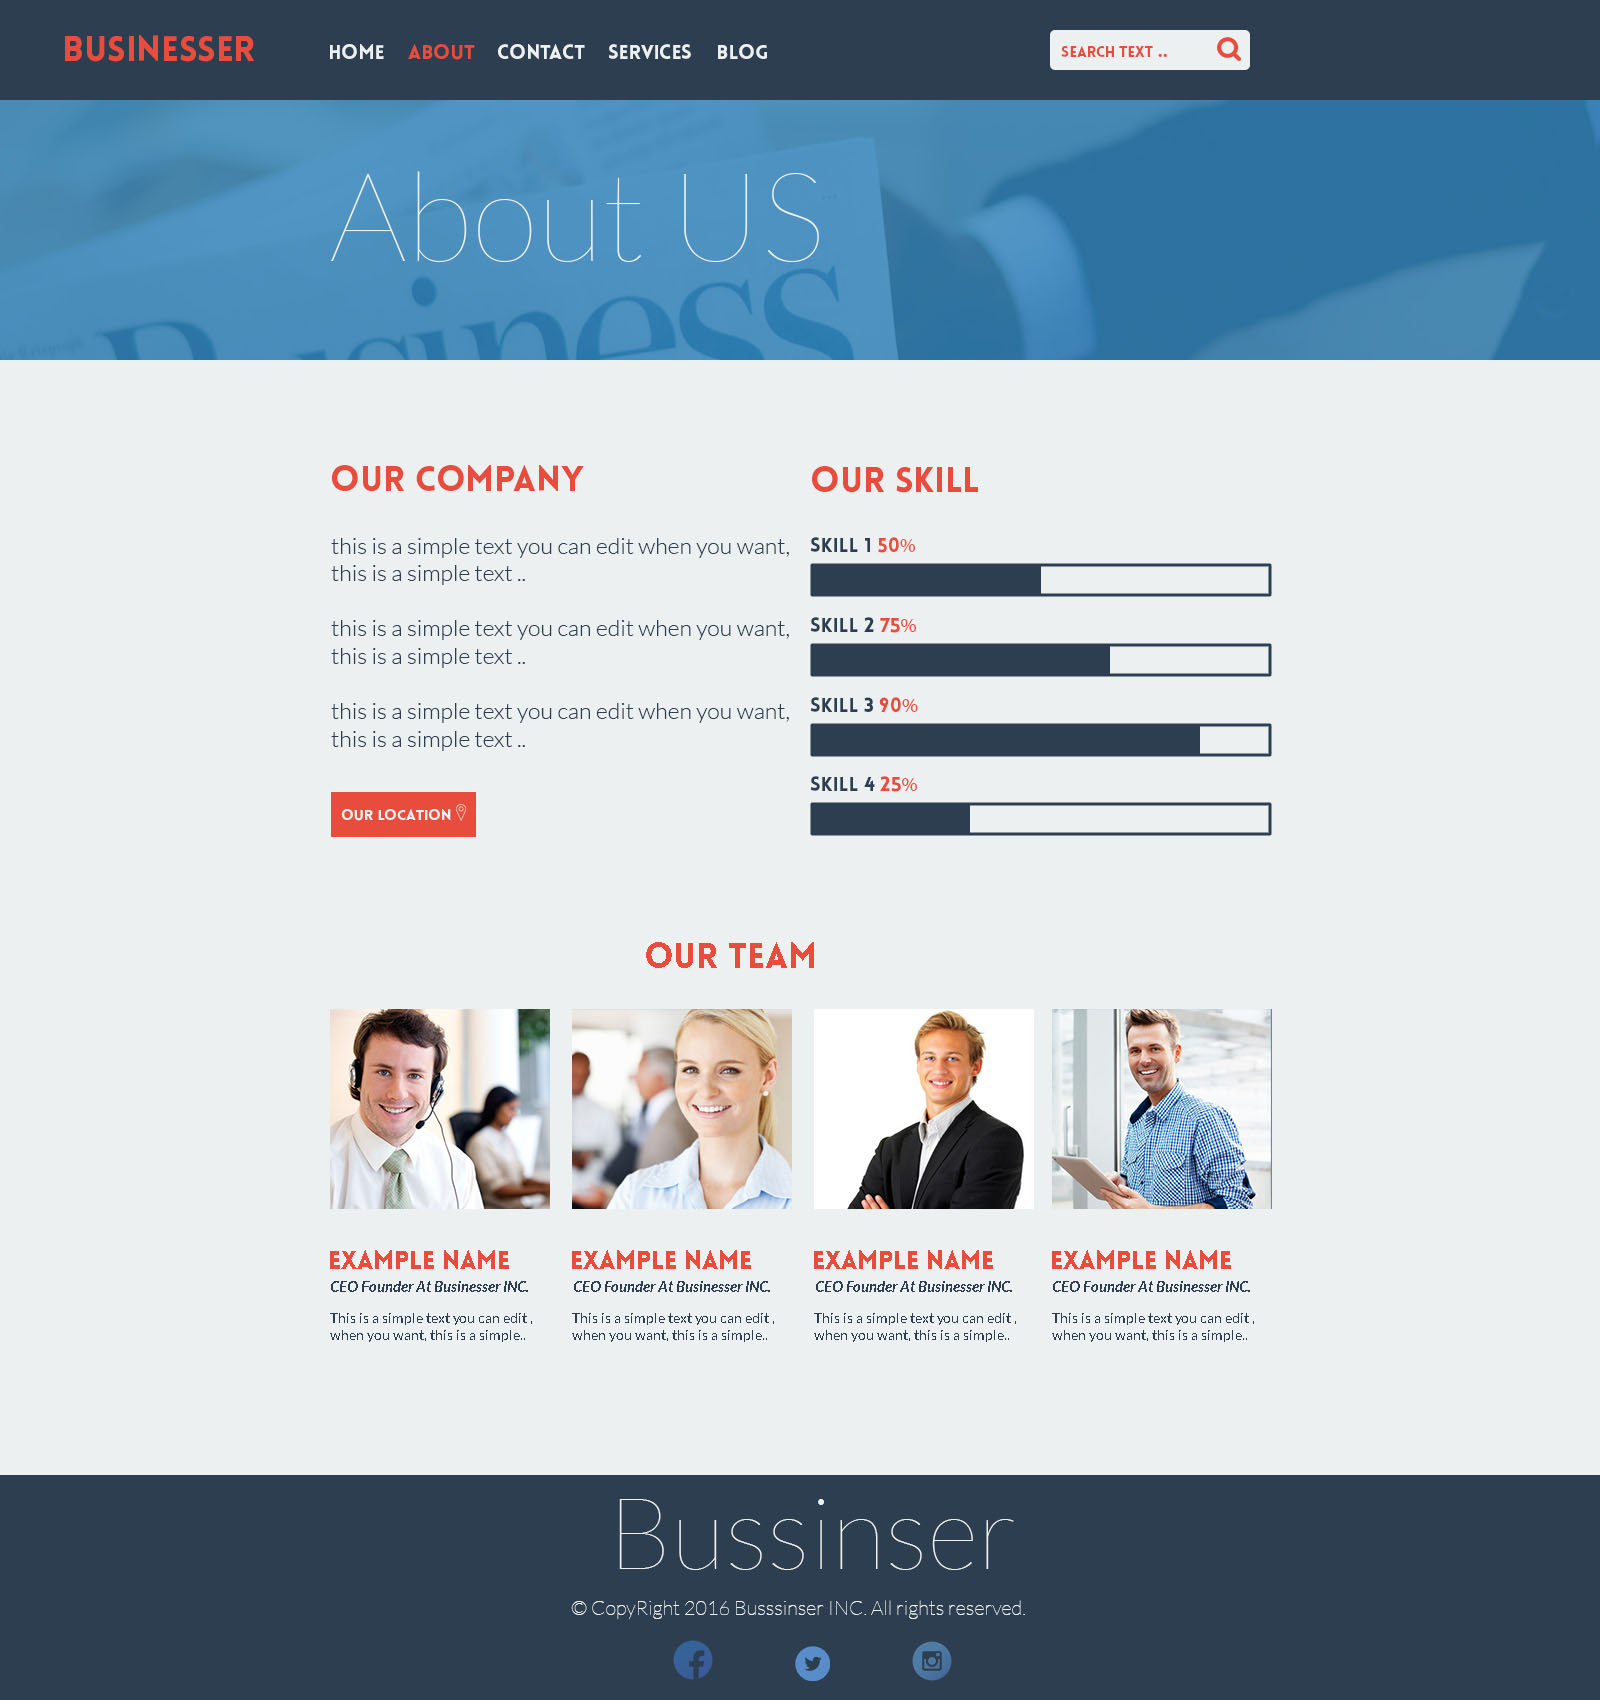 BUSINESSER
HOME ABOUT CONTACT SERVICES BLOG
SEARCH TEXT ..
About US
Business
OUR COMPANY
this is a simple text you can edit when you want,
this is a simple text ..
this is a simple text you can edit when you want,
this is a simple text ..
this is a simple text you can edit when you want,
this is a simple text ..
OUR LOCATION
OUR SKILL
SKILL 1 50%
SKILL 2 75%
SKILL 3 90%
SKILL 4 25%
OUR TEAM
EXAMPLE NAME
CEO Founder At Businesser INC.
This is a simple text you can edit ,
when you want, this is a simple..
EXAMPLE NAME
CEO Founder At Businesser INC.
This is a simple text you can edit ,
when you want, this is a simple..
EXAMPLE NAME
CEO Founder At Businesser INC.
This is a simple text you can edit ,
when you want, this is a simple..
EXAMPLE NAME
CEO Founder At Businesser INC.
This is a simple text you can edit ,
when you want, this is a simple..
Bussinser
© CopyRight 2016 Busssinser INC. All rights reserved.